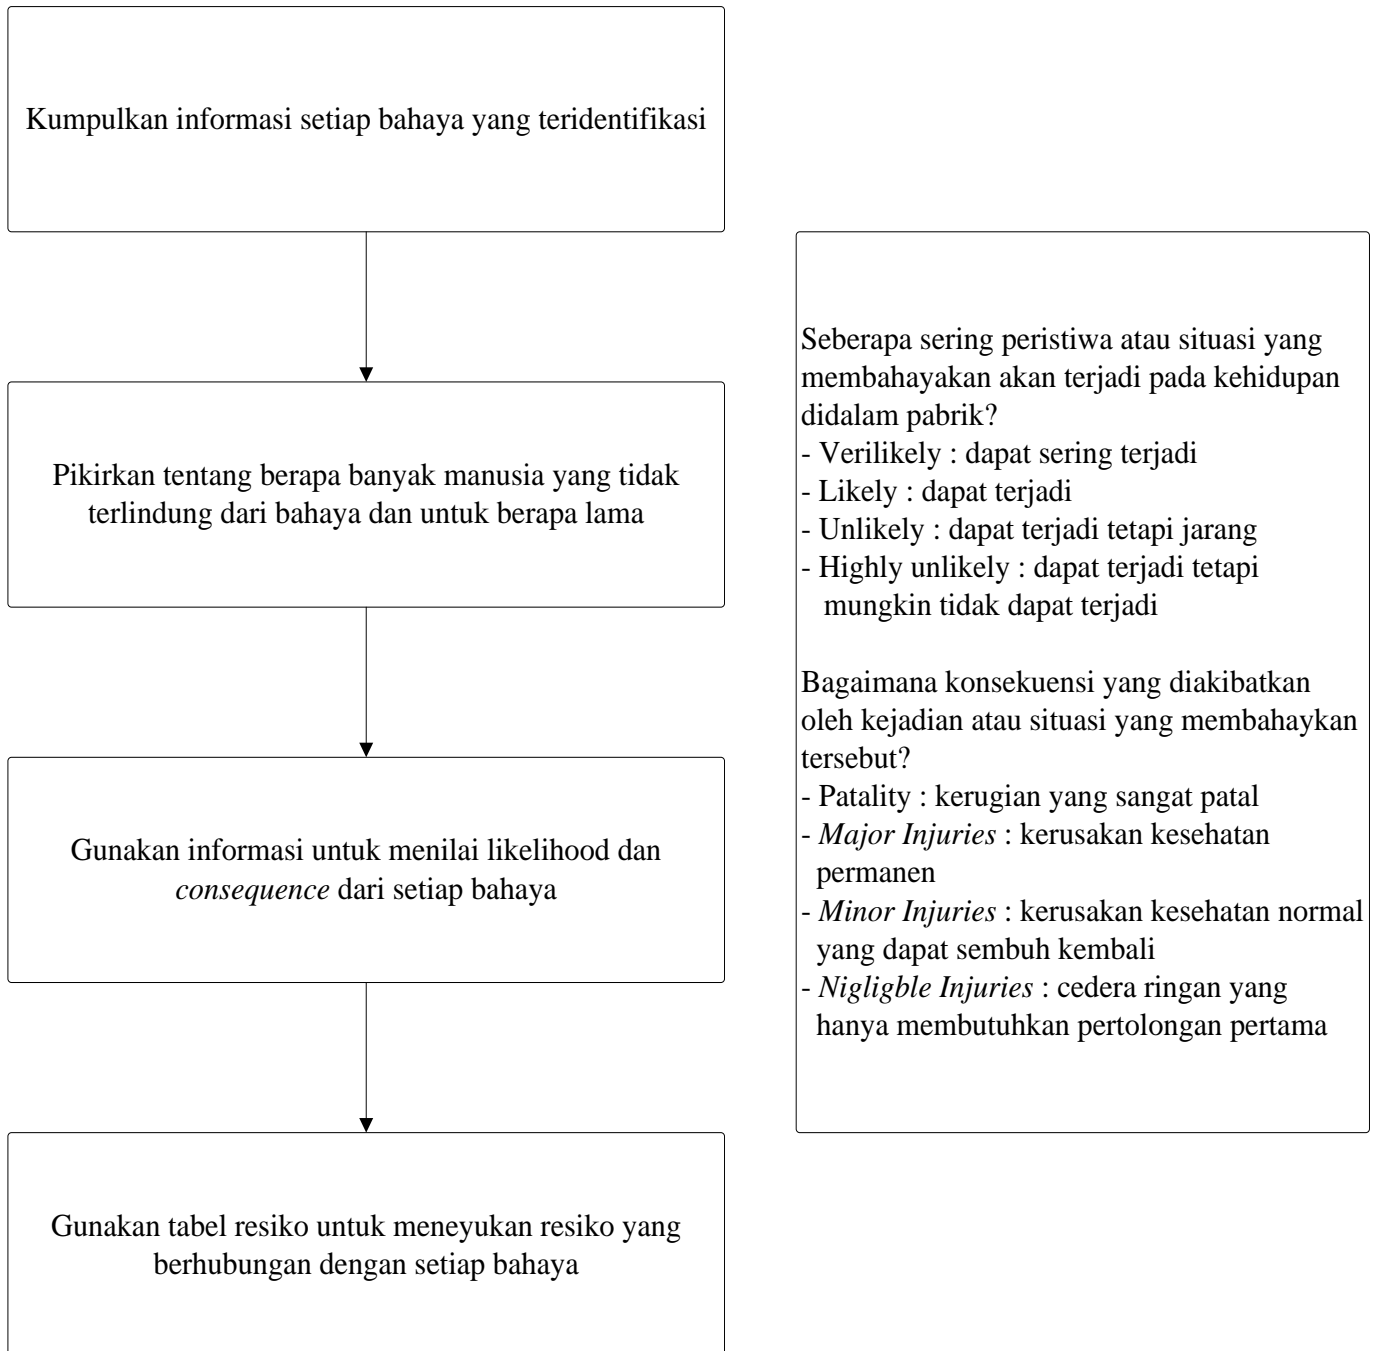 Kumpulkan informasi setiap bahaya yang teridentifikasi
Pikirkan tentang berapa banyak manusia yang tidak
terlindung dari bahaya dan untuk berapa lama
Gunakan informasi untuk menilai likelihood dan
consequence dari setiap bahaya
Gunakan tabel resiko untuk meneyukan resiko yang
berhubungan dengan setiap bahaya
Seberapa sering peristiwa atau situasi yang
membahayakan akan terjadi pada kehidupan
didalam pabrik?
- Verilikely : dapat sering terjadi
- Likely : dapat terjadi
- Unlikely : dapat terjadi tetapi jarang
- Highly unlikely : dapat terjadi tetapi
mungkin tidak dapat terjadi
Bagaimana konsekuensi yang diakibatkan
oleh kejadian atau situasi yang membahaykan
tersebut?
- Patality : kerugian yang sangat patal
- Major Injuries : kerusakan kesehatan
permanen
- Minor Injuries : kerusakan kesehatan normal
yang dapat sembuh kembali
- Nigligble Injuries : cedera ringan yang
hanya membutuhkan pertolongan pertama